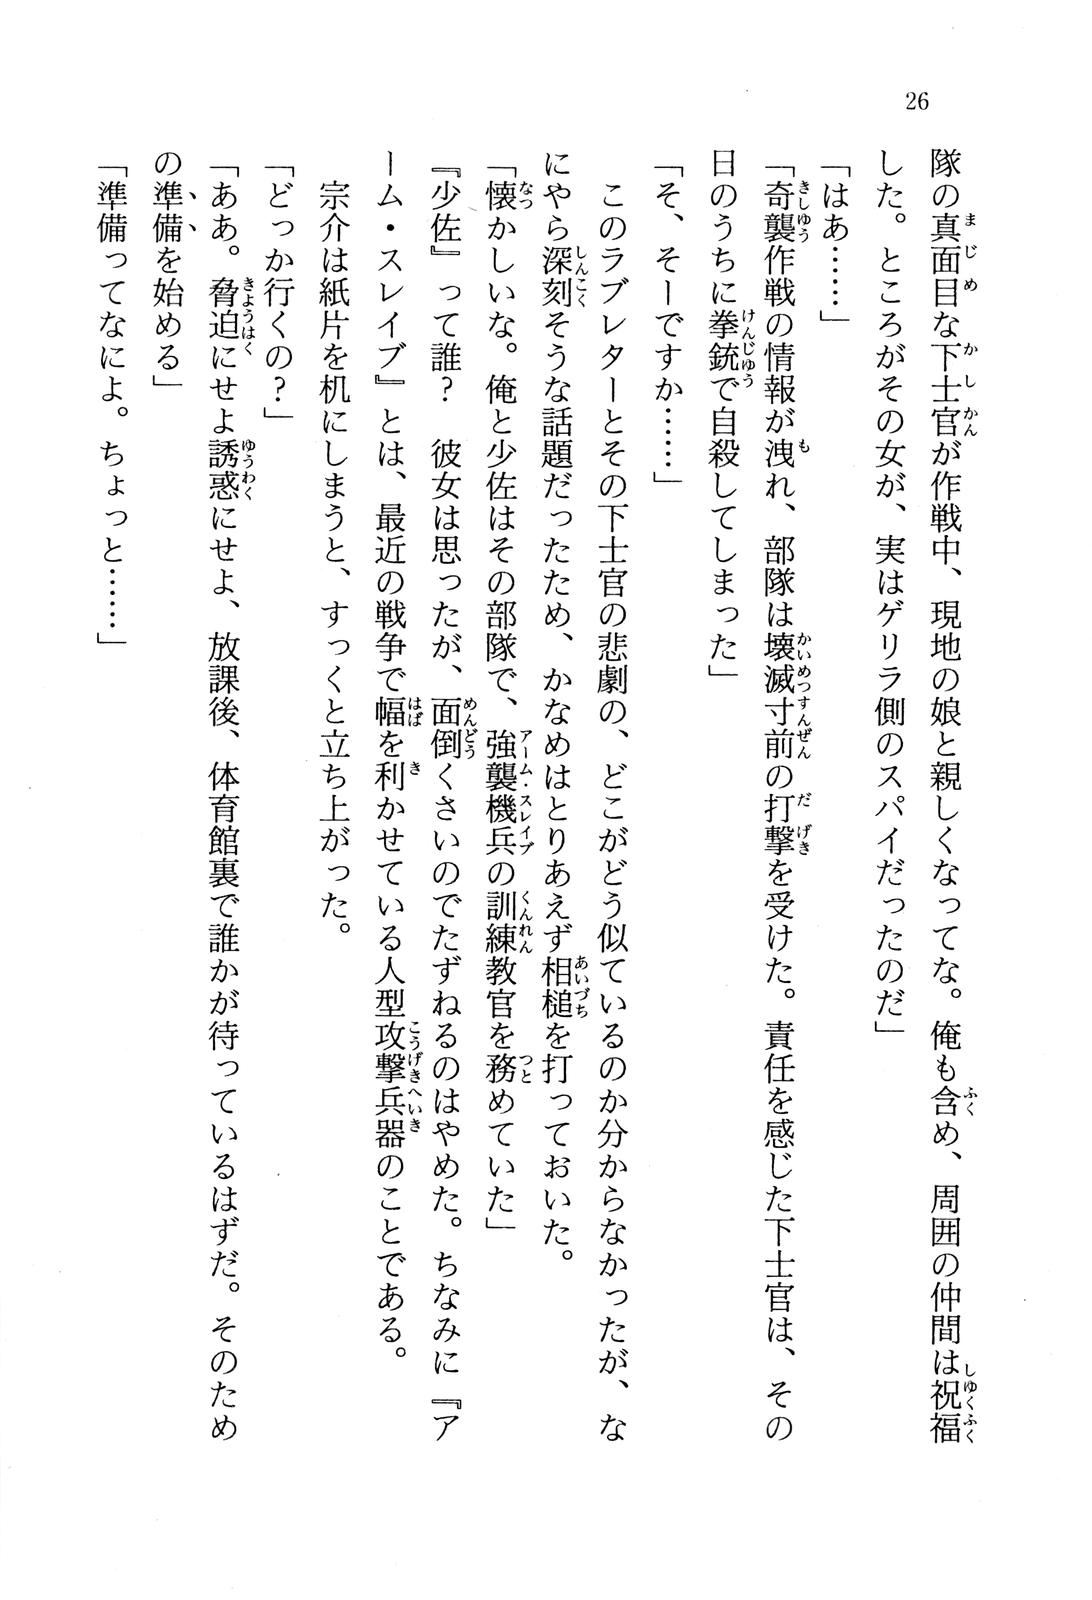 26
隊の真面目な下士官が作戦中、現地の娘と親しくなってな。俺も含め、周囲の仲間は祝福
した。ところがその女が、実はゲリラ側のスパイだったのだ」
「はあ……」
「奇襲作戦の情報が洩れ、部隊は壊滅寸前の打撃を受けた。責任を感じた下士官は、その
日のうちに拳銃で自殺してしまった」
「そ、そーですか……」
　このラブレターとその下士官の悲劇の、どこがどう似ているのか分からなかったが、な
にやら深刻そうな話題だったため、かなめはとりあえず相槌を打っておいた。
「懐かしいな。俺と少佐はその部隊で、強襲機兵の訓練教官を務めていた」
『少佐』って誰？　彼女は思ったが、面倒くさいのでたずねるのはやめた。ちなみに『ア
ーム・スレイブ』とは、最近の戦争で幅を利かせている人型攻撃兵器のことである。
　宗介は紙片を机にしまうと、すっくと立ち上がった。
「どっか行くの？」
「ああ。脅迫にせよ誘惑にせよ、放課後、体育館裏で誰かが待っているはずだ。そのため
の準備を始める」
「準備ってなによ。ちょっと……」